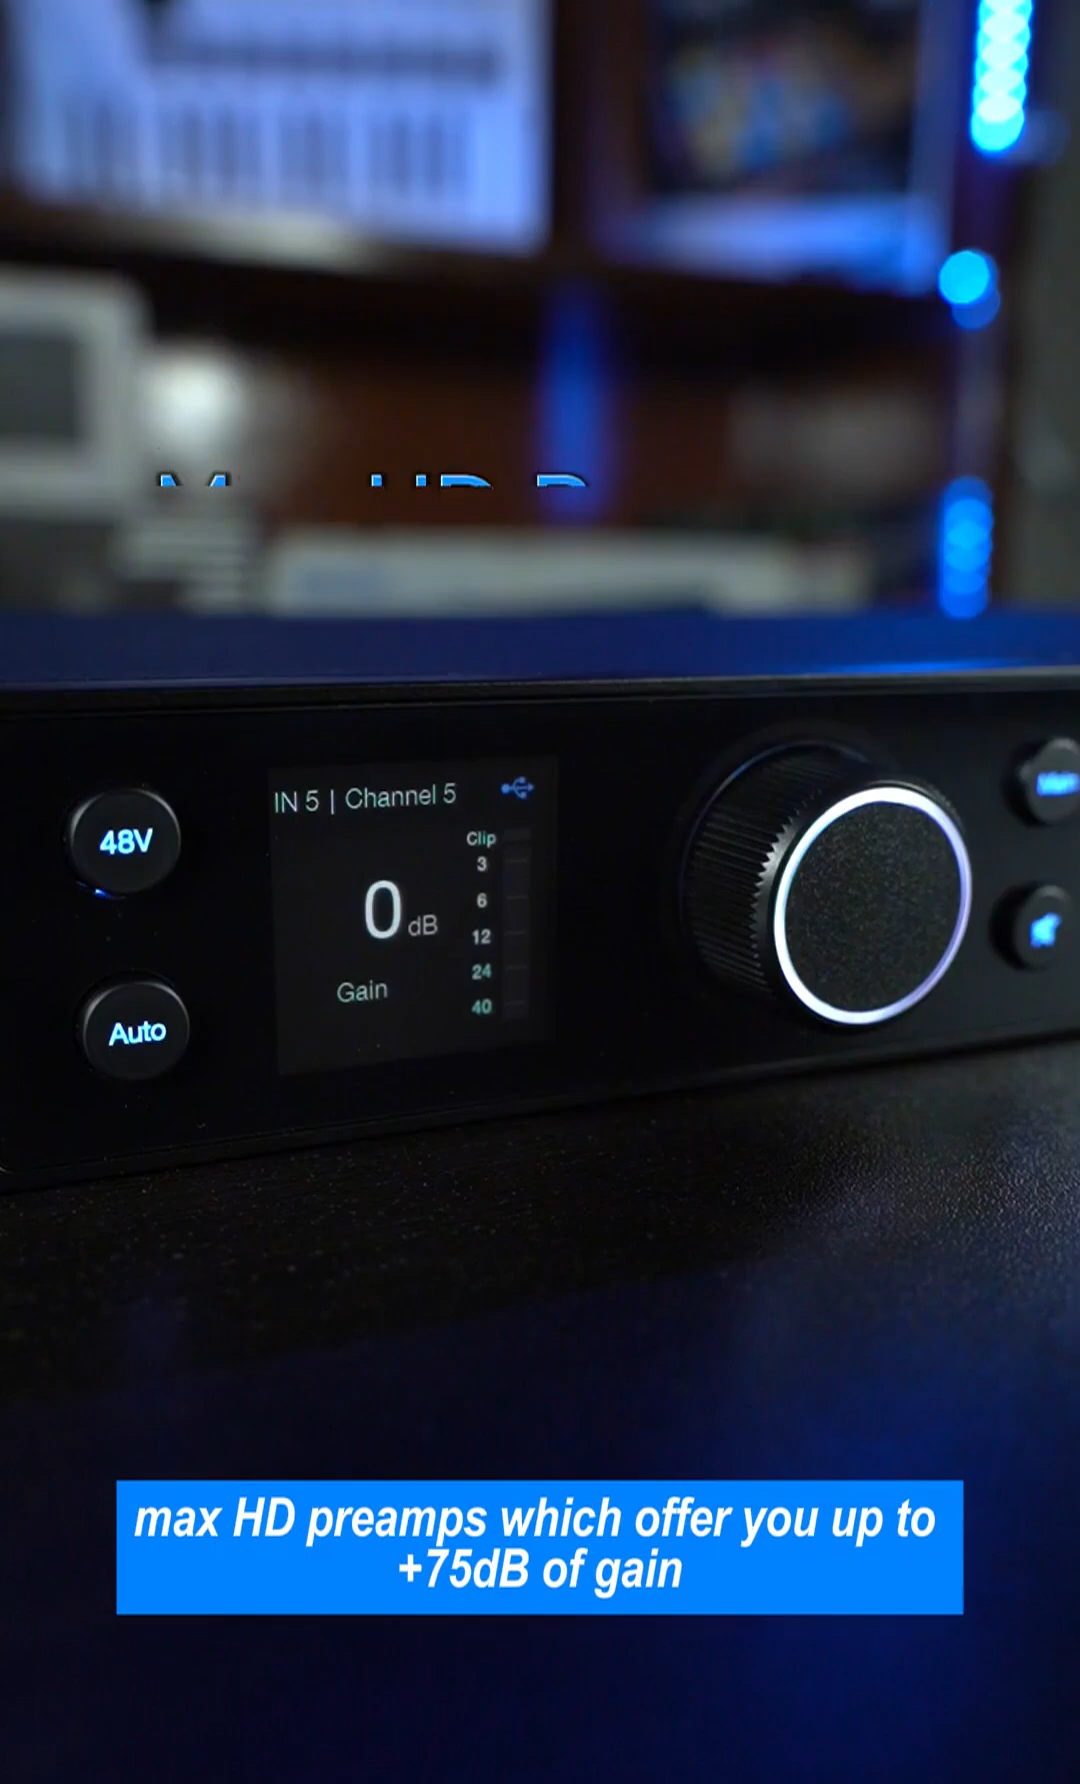 48V
IN 5 | Channel 5
Clip
3
6
0 dB
12
24
Gain
40
Auto
max HD preamps which offer you up to
+75dB of gain